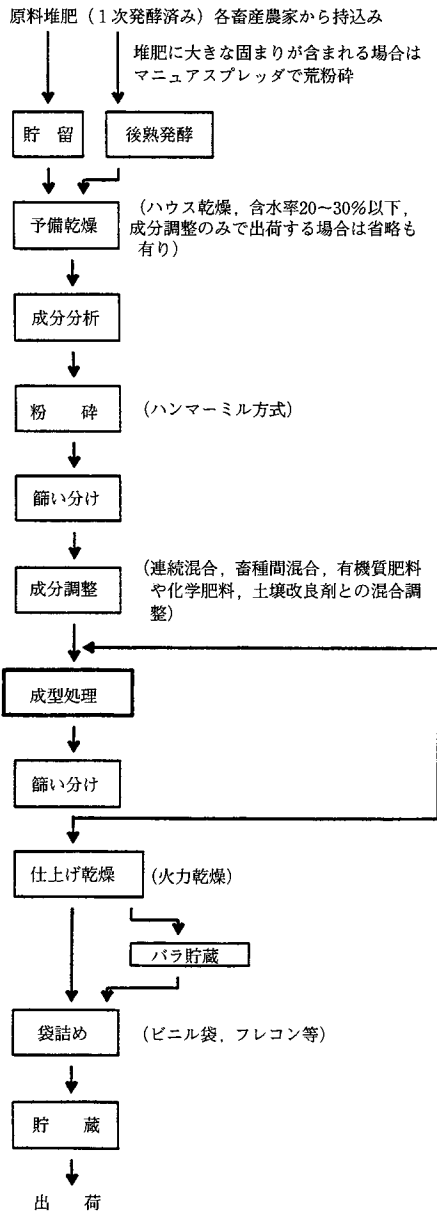 原料堆肥（１次発酵済み）各畜産農家から持込み
堆肥に大きな固まりが含まれる場合は
マニュアスプレッダで荒粉砕
貯　留
後熟発酵
予備乾燥
（ハウス乾燥，含水率20〜30％以下，
成分調整のみで出荷する場合は省略も
有り）
成分分析
粉　砕
（ハンマーミル方式）
篩い分け
成分調整
（連続混合，畜種間混合，有機質肥料
や化学肥料，土壌改良剤との混合調
整）
成型処理
篩い分け
仕上げ乾燥
（火力乾燥）
バラ貯蔵
袋詰め
（ビニル袋，フレコン等）
貯　蔵
出　荷